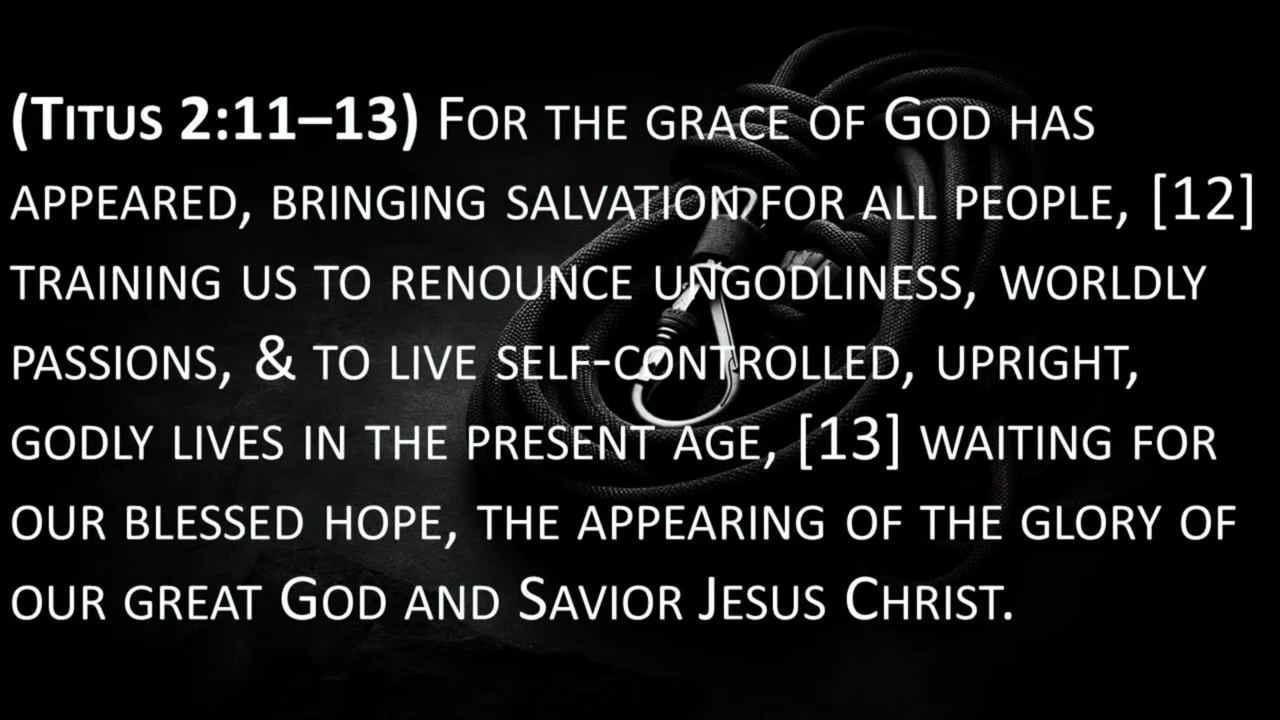 (Titus 2:11–13) For the grace of God has
appeared, bringing salvation for all people, [12]
training us to renounce ungodliness, worldly
passions, & to live self-controlled, upright,
godly lives in the present age, [13] waiting for
our blessed hope, the appearing of the glory of
our great God and Savior Jesus Christ.